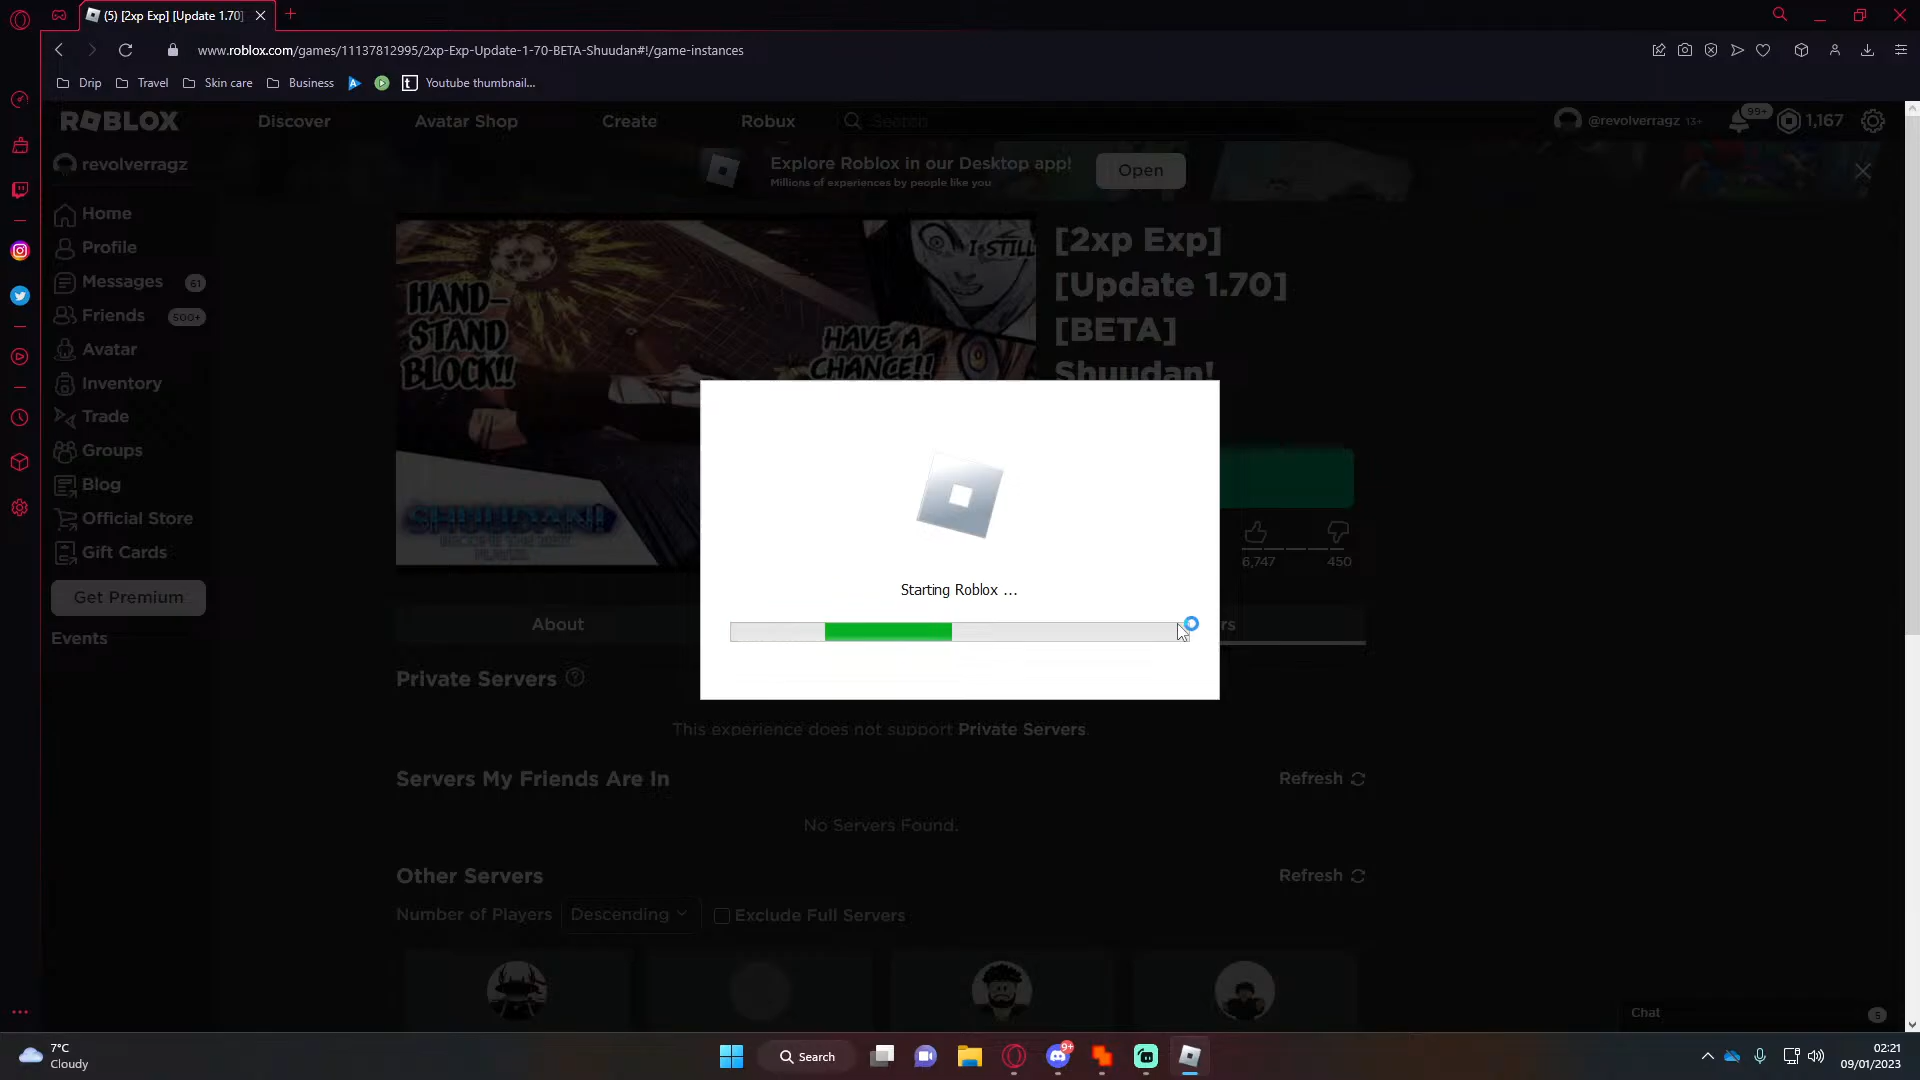 (5) [2xp Exp] [Update 1.70]
www.roblox.com/games/11137812995/2xp-Exp-Update-1-70-BETA-Shuudan#!/game-instances
Drip
Travel
Skin care
Business
Youtube thumbnail...
ROBLOX
Discover
Avatar Shop
Create
Robux
Search
@revolverragz 13+
99+
1,167
revolverragz
Explore Roblox in our Desktop app!
Millions of experiences by people like you
Open
Home
Profile
Messages 61
Friends 500+
Avatar
Inventory
Trade
Groups
Blog
Official Store
Gift Cards
Get Premium
Events
HAND-
STAND
BLOCK!!
I STILL
HAVE A
CHANCE!!
SHUUDAN!
[2xp Exp]
[Update 1.70]
[BETA]
Shuudan!
6,747
450
Starting Roblox ...
About
Private Servers
This experience does not support Private Servers.
Servers My Friends Are In
Refresh
No Servers Found.
Other Servers
Refresh
Number of Players
Descending
Exclude Full Servers
Chat
5
7°C
Cloudy
Search
9+
02:21
09/01/2023